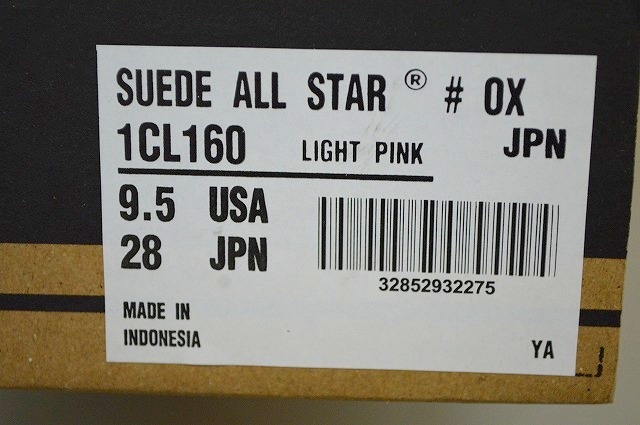 SUEDE ALL STAR ® # OX
1CL160 LIGHT PINK JPN
9.5 USA
28 JPN
32852932275
MADE IN
INDONESIA
YA